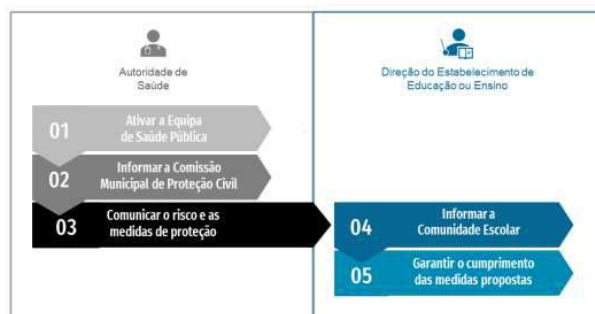 Autoridade de
Saúde
Direção do Estabelecimento de
Educação ou Ensino
01
Ativar a Equipa
de Saúde Pública
02
Informar a Comissão
Municipal de Proteção Civil
03
Comunicar o risco e as
medidas de proteção
04
Informar a
Comunidade Escolar
05
Garantir o cumprimento
das medidas propostas